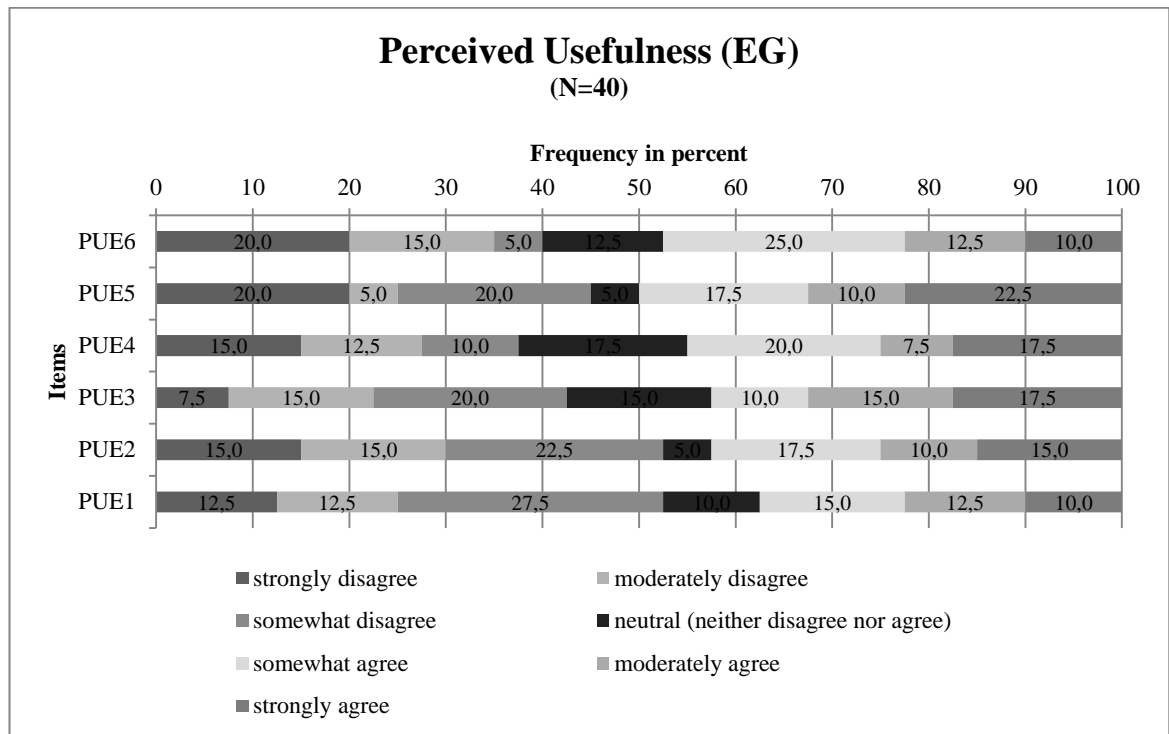 Perceived Usefulness (EG)
(N=40)
Frequency in percent
0 10 20 30 40 50 60 70 80 90 100
Items
PUE6 20,0 15,0 5,0 12,5 25,0 12,5 10,0
PUE5 20,0 5,0 20,0 5,0 17,5 10,0 22,5
PUE4 15,0 12,5 10,0 17,5 20,0 7,5 17,5
PUE3 7,5 15,0 20,0 15,0 10,0 15,0 17,5
PUE2 15,0 15,0 22,5 5,0 17,5 10,0 15,0
PUE1 12,5 12,5 27,5 10,0 15,0 12,5 10,0
strongly disagree moderately disagree
somewhat disagree neutral (neither disagree nor agree)
somewhat agree moderately agree
strongly agree